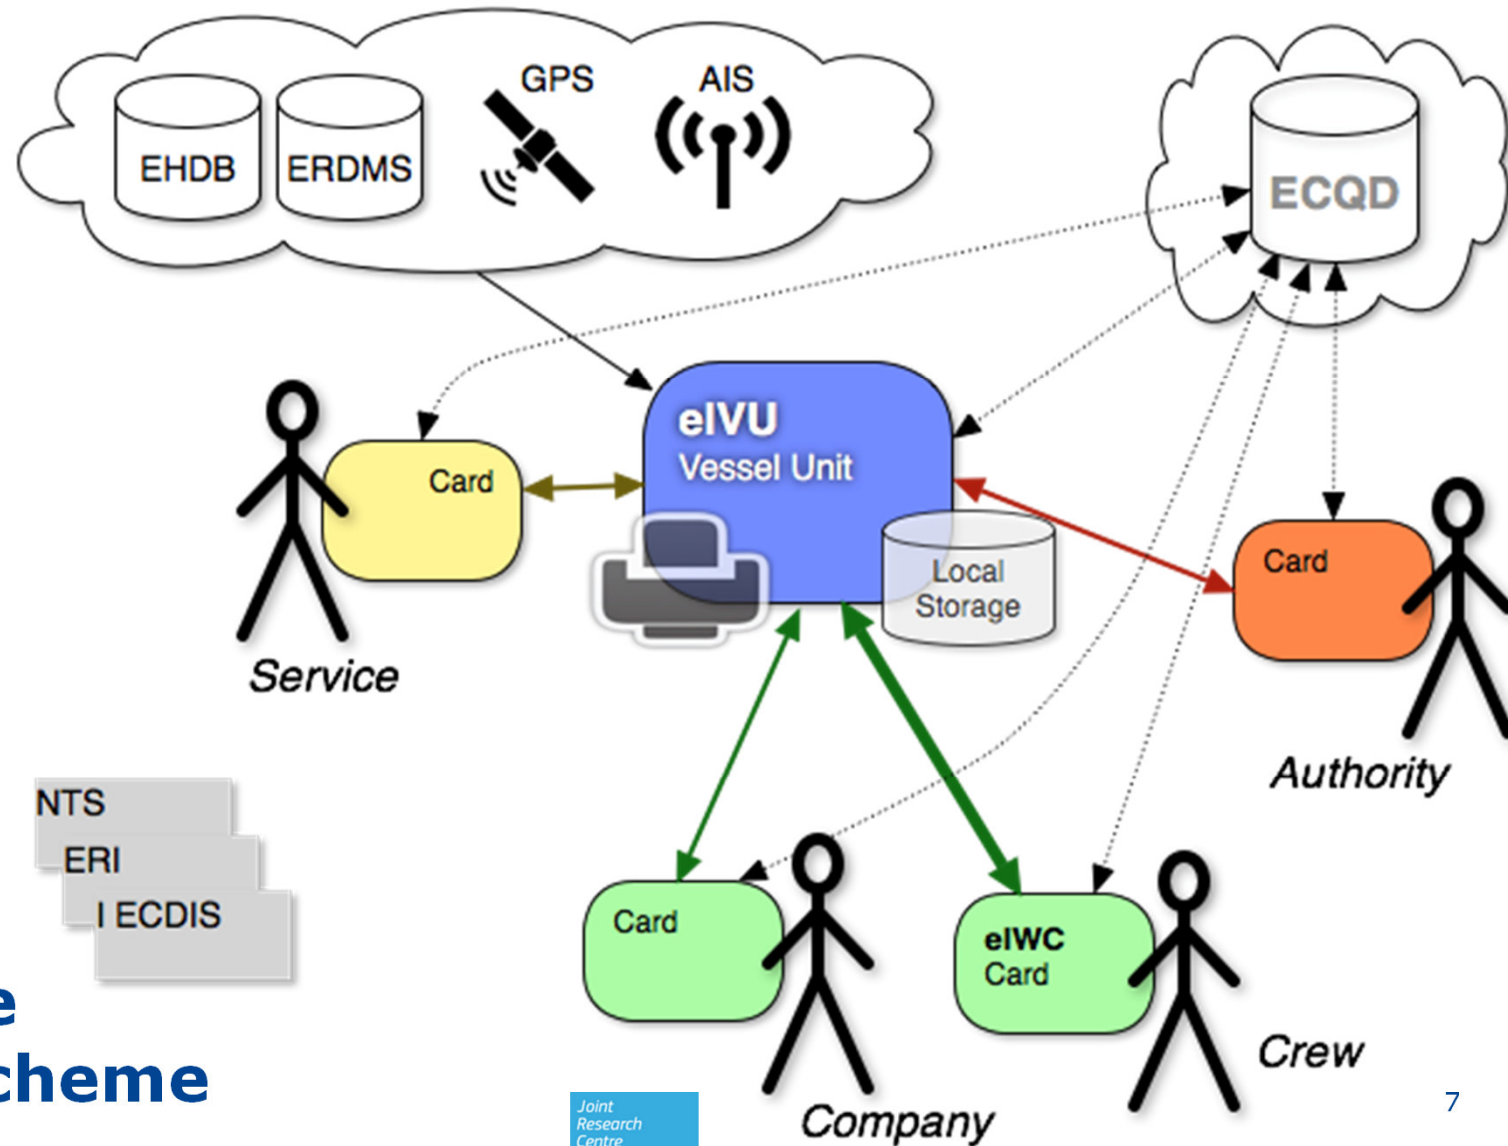 GPS
AIS
EHDB
ERDMS
ECQD
eIVU
Vessel Unit
Card
Card
Local
Storage
Service
Authority
NTS
ERI
I ECDIS
Card
eIWC
Card
e
cheme
Crew
Company
Joint
Research
Centre
7